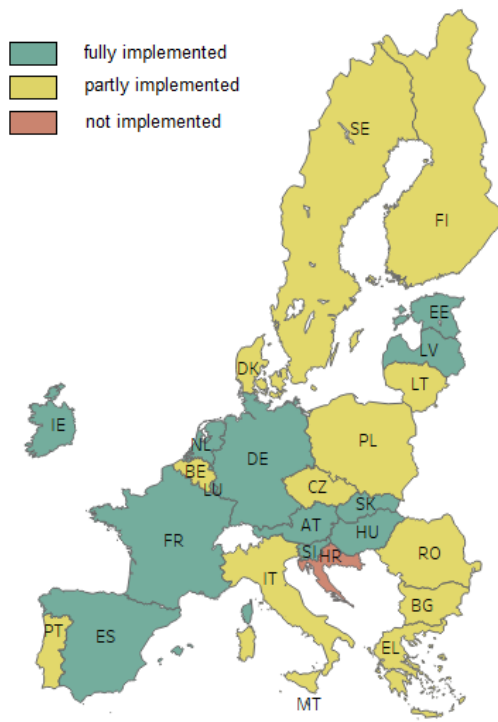 fully implemented
partly implemented
not implemented
SE
FI
EE
LV
LT
DK
IE
NL
DE
PL
BE
LU
CZ
SK
FR
AT
HU
SI
HR
IT
RO
BG
PT
ES
EL
MT